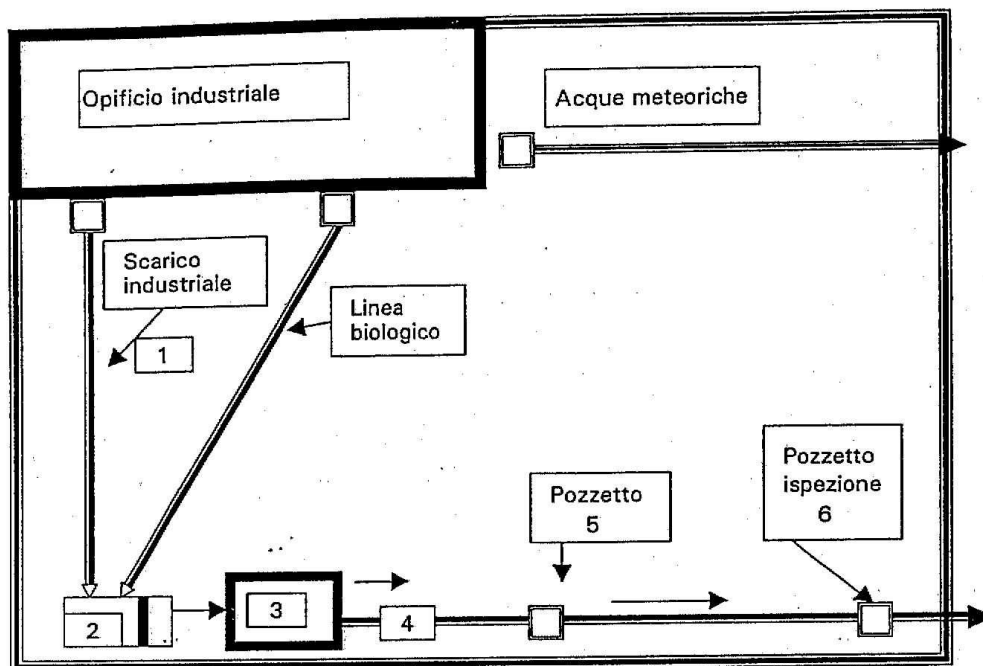 Opificio industriale
Acque meteoriche
Scarico
industriale
1
Linea
biologico
Pozzetto
5
Pozzetto
ispezione
6
2
3
4